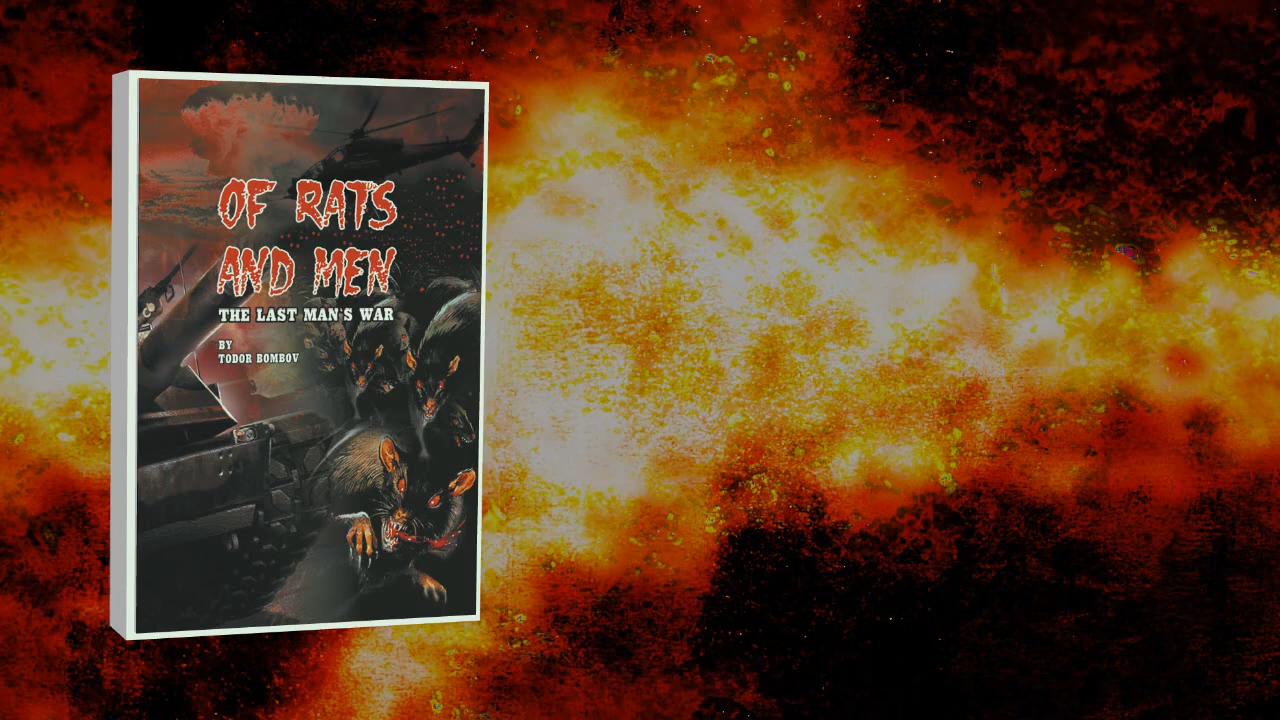 OF RATS
AND MEN
THE LAST MAN'S WAR
BY
TODOR BOMBOV